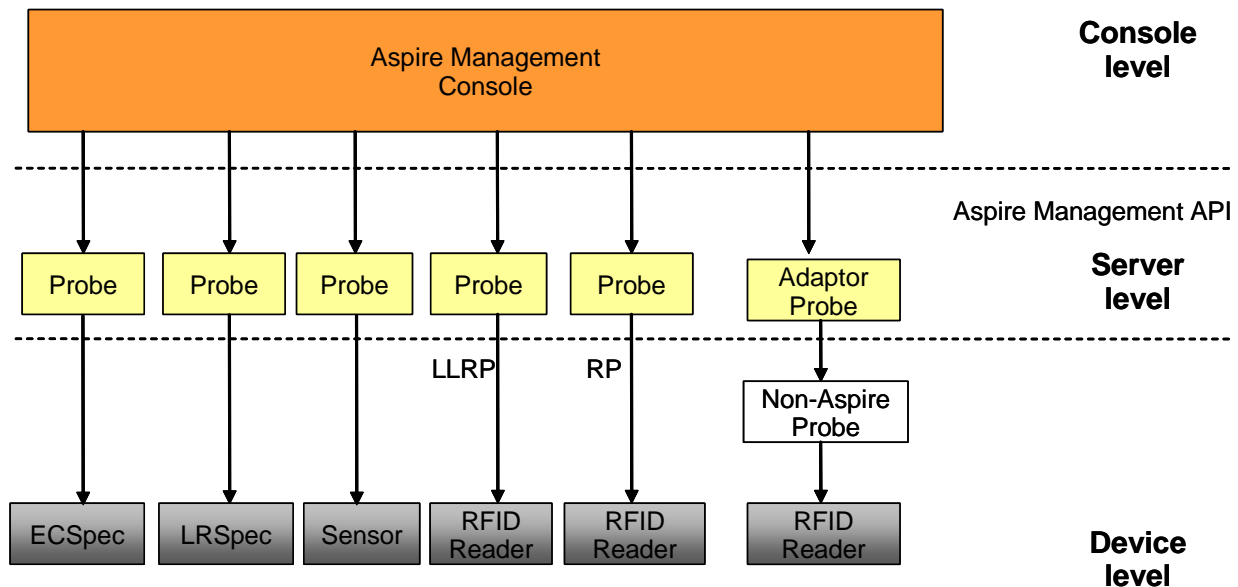 Aspire Management
Console
Console
level
Aspire Management API
Probe
Probe
Probe
Probe
Probe
Adaptor
Probe
Server
level
LLRP
RP
Non-Aspire
Probe
ECSpec
LRSpec
Sensor
RFID
Reader
RFID
Reader
RFID
Reader
Device
level